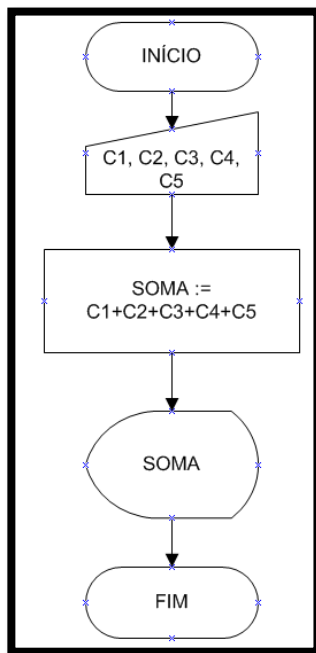 INÍCIO
C1, C2, C3, C4,
C5
SOMA :=
C1+C2+C3+C4+C5
SOMA
FIM